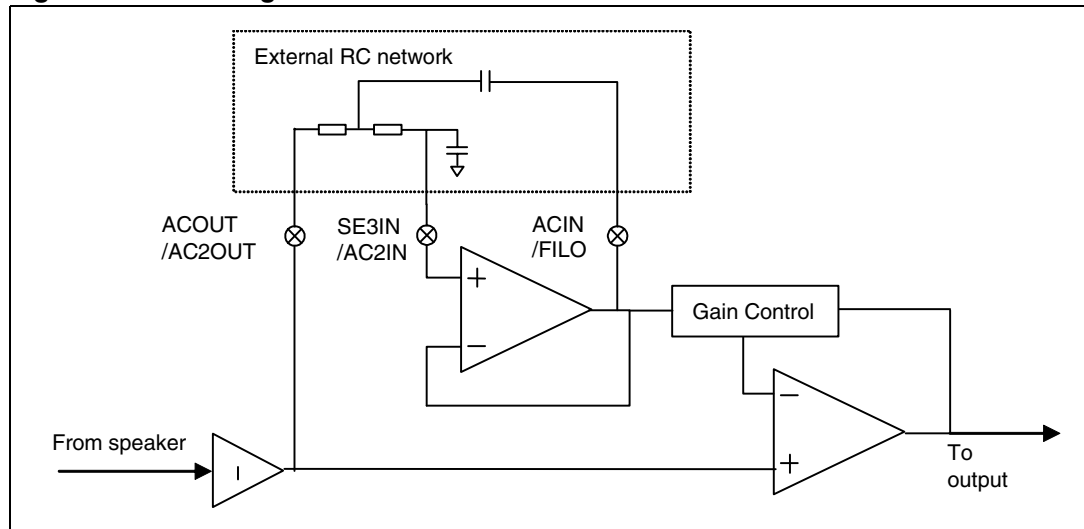 External RC network
ACOUT
/AC2OUT
SE3IN
/AC2IN
ACIN
/FILO
+
−
Gain Control
−
+
From speaker
−
To
output